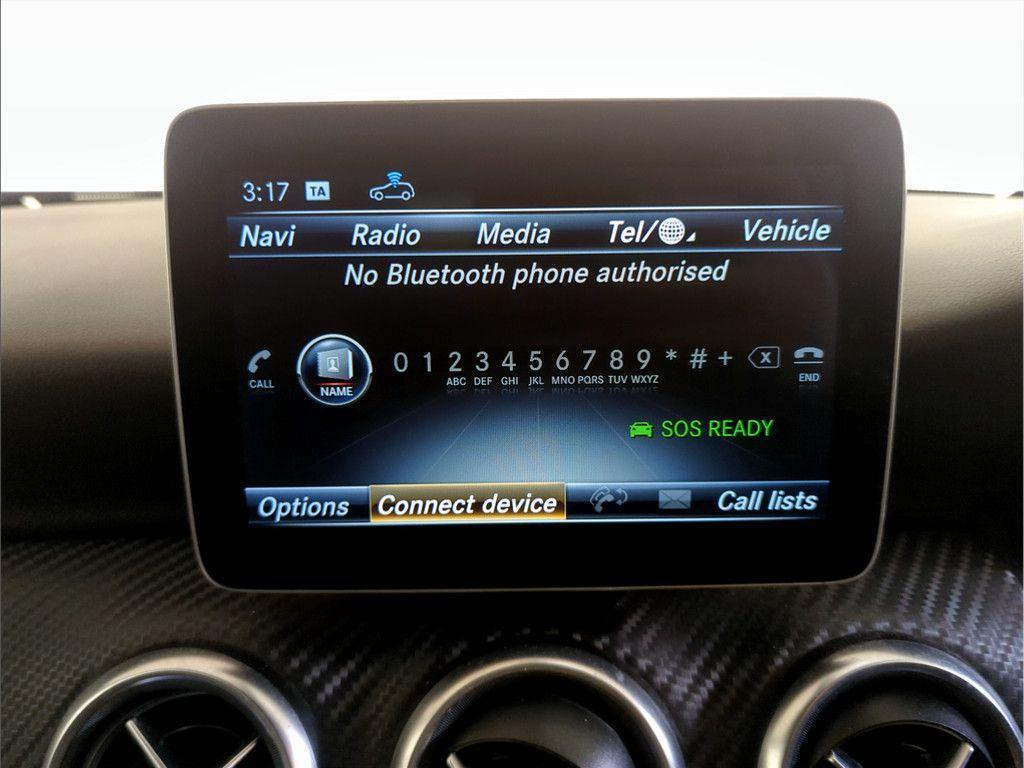 3:17 TA
Navi Radio Media Tel/ Vehicle
No Bluetooth phone authorised
0 1 2 3 4 5 6 7 8 9 * # + X
CALL NAME ABC DEF GHI JKL MNO PQRS TUV WXYZ END
SOS READY
Options Connect device Call lists